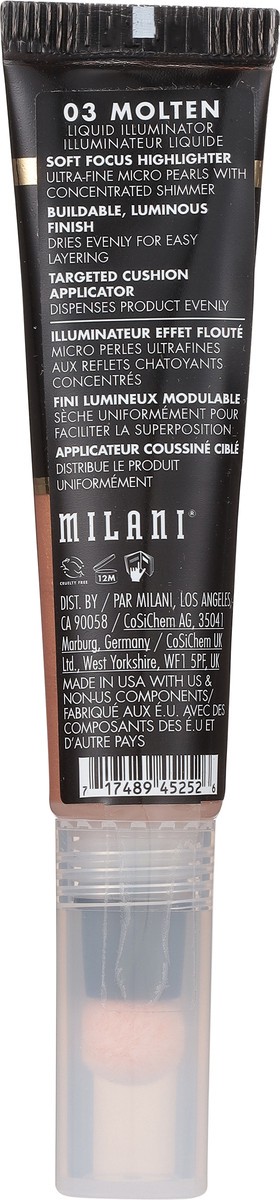 03 MOLTEN
LIQUID ILLUMINATOR
ILLUMINATEUR LIQUIDE
SOFT FOCUS HIGHLIGHTER
ULTRA-FINE MICRO PEARLS WITH
CONCENTRATED SHIMMER
BUILDABLE, LUMINOUS
FINISH
DRIES EVENLY FOR EASY
LAYERING
TARGETED CUSHION
APPLICATOR
DISPENSES PRODUCT EVENLY
ILLUMINATEUR EFFET FLOUTÉ
MICRO PERLES ULTRAFINES
AUX REFLETS CHATOYANTS
CONCENTRÉS
FINI LUMINEUX MODULABLE
SÈCHE UNIFORMÉMENT POUR
FACILITER LA SUPERPOSITION
APPLICATEUR COUSSINÉ CIBLÉ
DISTRIBUE LE PRODUIT
UNIFORMÉMENT
MILANI®
CRUELTY FREE 12M
DIST. BY / PAR MILANI, LOS ANGELES,
CA 90058 / CoSiChem AG, 35041
Marburg, Germany / CoSiChem UK
Ltd., West Yorkshire, WF1 5PF, UK
MADE IN USA WITH US &
NON-US COMPONENTS/
FABRIQUÉ AUX É.U. AVEC DES
COMPOSANTS DES É.U ET
D'AUTRE PAYS
7 17489 45252 6